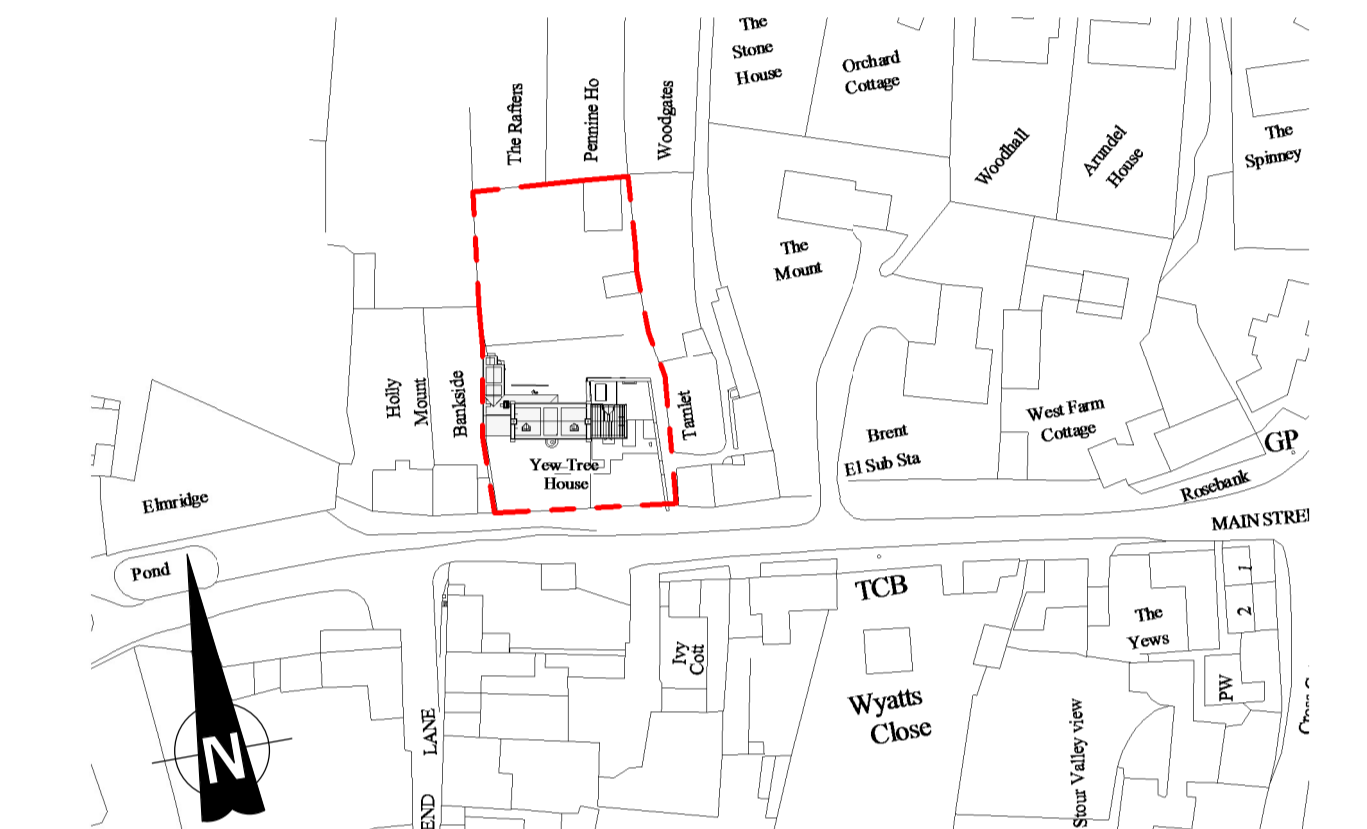 The
Stone
House
Orchard
Cottage
The Rafters
Pennine Ho
Woodgates
Woodhall
Arundel
House
The
Spinney
The
Mount
Holly
Mount
Bankside
Tamlet
Yew Tree
House
Brent
El Sub Sta
West Farm
Cottage
GP
Rosebank
MAIN STREE
Elmridge
Pond
TCB
1
2
The
Yews
Ivy
Cott
PW
Wyatts
Close
Stour Valley view
END LANE
N